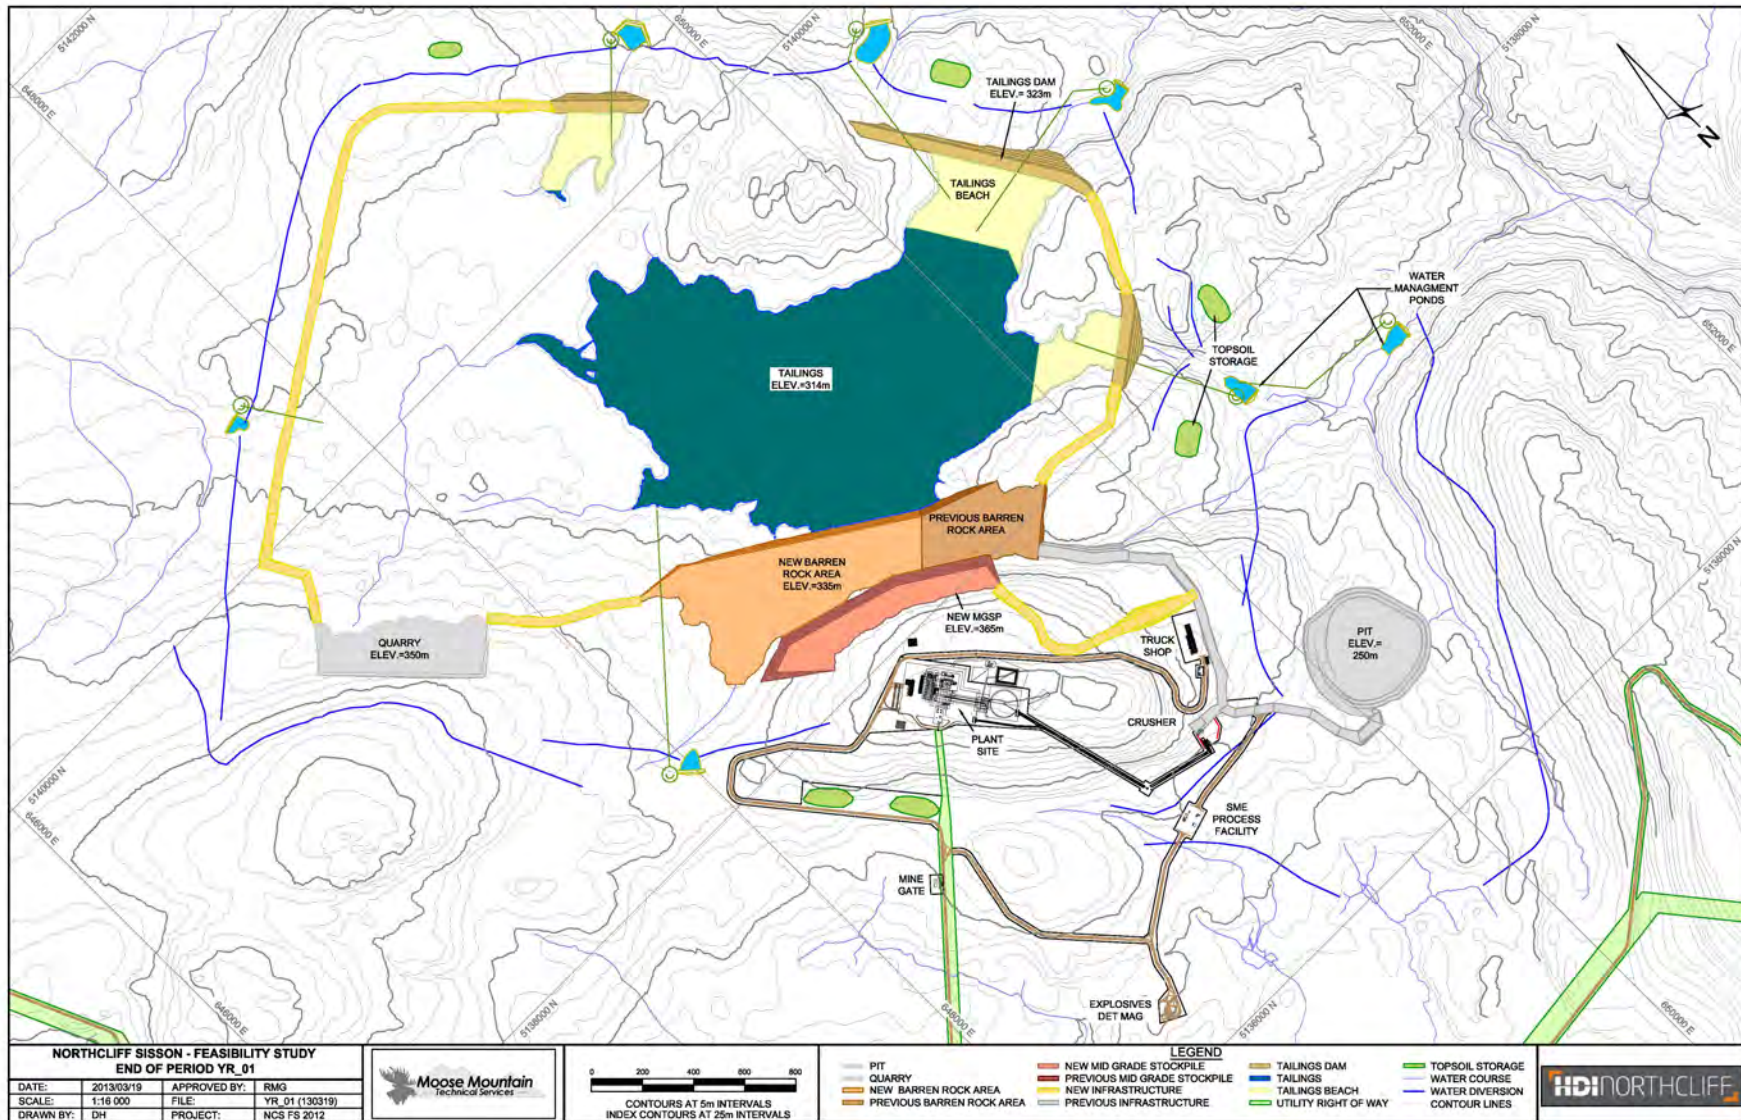 5142000 N
650000 E
5140000 N
652000 E
5138000 N
648000 E
N
TAILINGS DAM
ELEV.= 323m
TAILINGS
BEACH
WATER
MANAGMENT
PONDS
652000 E
TOPSOIL
STORAGE
TAILINGS
ELEV.=314m
PREVIOUS BARREN
ROCK AREA
5136000 N
NEW BARREN
ROCK AREA
ELEV.=335m
NEW MGSP
ELEV.=365m
QUARRY
ELEV.=350m
TRUCK
SHOP
PIT
ELEV.=
250m
CRUSHER
PLANT
SITE
5140000 N
646000 E
SME
PROCESS
FACILITY
MINE
GATE
EXPLOSIVES
DET MAG
646000 E
5138000 N
648000 E
5136000 N
650000 E
NORTHCLIFF SISSON - FEASIBILITY STUDY
END OF PERIOD YR_01
DATE: 2013/03/19 APPROVED BY: RMG
SCALE: 1:16 000 FILE: YR_01 (130319)
DRAWN BY: DH PROJECT: NCS FS 2012
Moose Mountain
Technical Services
0 200 400 600 800
CONTOURS AT 5m INTERVALS
INDEX CONTOURS AT 25m INTERVALS
LEGEND
PIT
QUARRY
NEW BARREN ROCK AREA
PREVIOUS BARREN ROCK AREA
NEW MID GRADE STOCKPILE
PREVIOUS MID GRADE STOCKPILE
NEW INFRASTRUCTURE
PREVIOUS INFRASTRUCTURE
TAILINGS DAM
TAILINGS
TAILINGS BEACH
UTILITY RIGHT OF WAY
TOPSOIL STORAGE
WATER COURSE
WATER DIVERSION
CONTOUR LINES
HDINORTHCLIFF